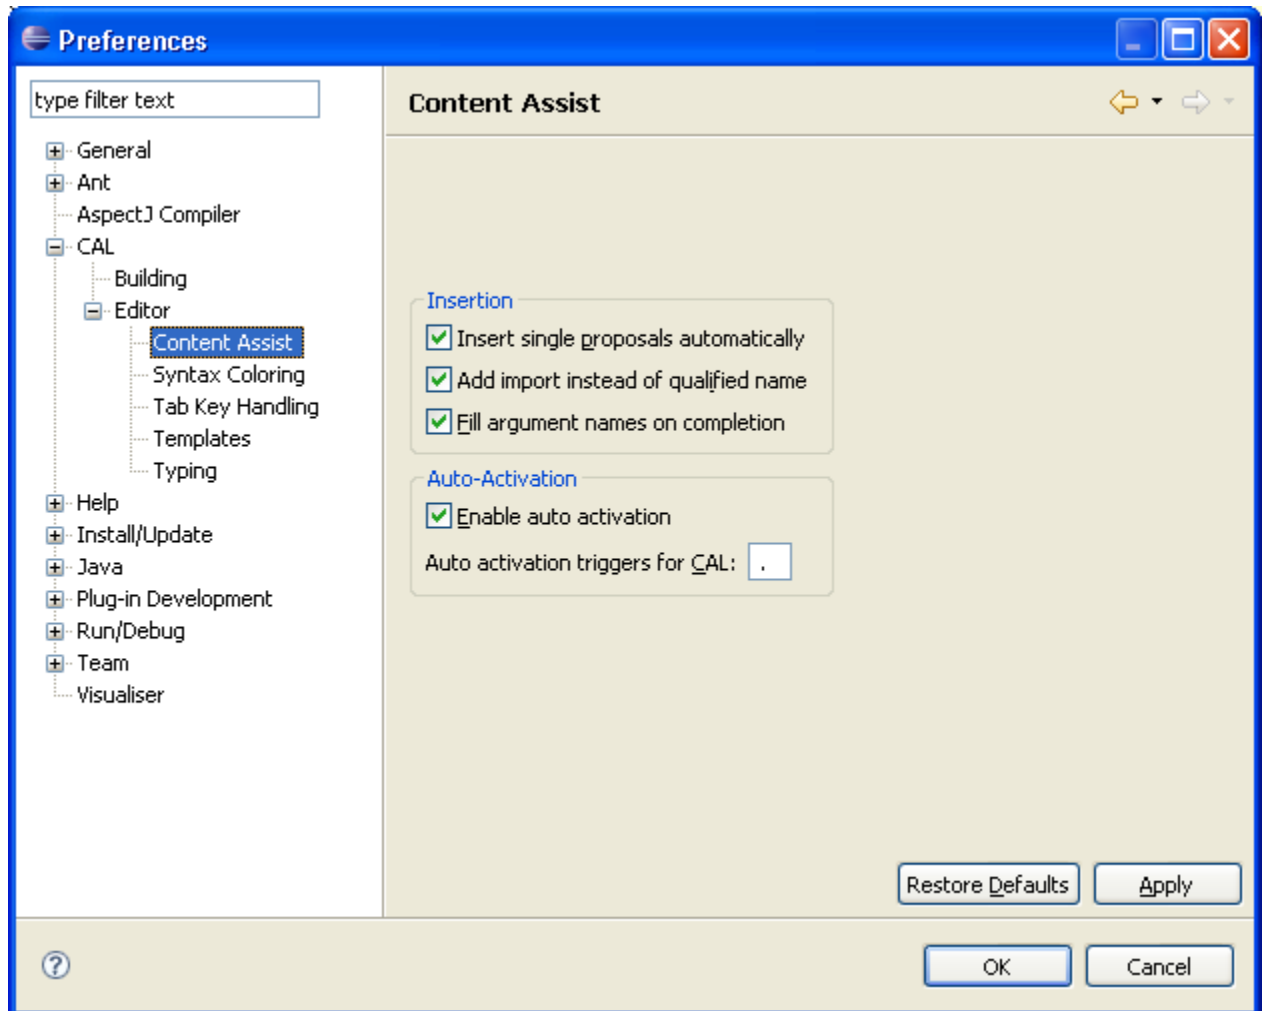 Preferences
type filter text
General
Ant
AspectJ Compiler
CAL
Building
Editor
Content Assist
Syntax Coloring
Tab Key Handling
Templates
Typing
Help
Install/Update
Java
Plug-in Development
Run/Debug
Team
Visualiser
Content Assist
Insertion
Insert single proposals automatically
Add import instead of qualified name
Fill argument names on completion
Auto-Activation
Enable auto activation
Auto activation triggers for CAL: .
Restore Defaults
Apply
?
OK
Cancel